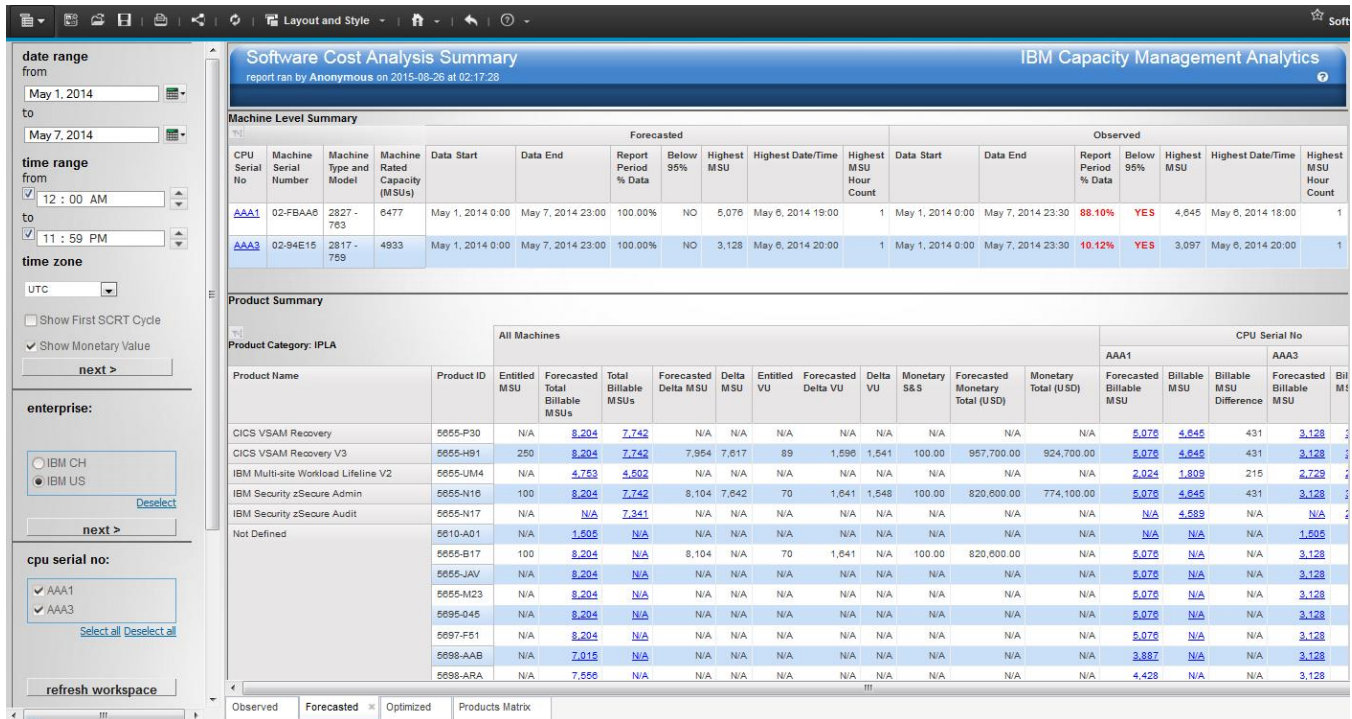 Layout and Style
Soft
date range
from
May 1, 2014
to
May 7, 2014
time range
from
12 : 00 AM
to
11 : 59 PM
time zone
UTC
Show First SCRT Cycle
Show Monetary Value
next >
enterprise:
IBM CH
IBM US
Deselect
next >
cpu serial no:
AAA1
AAA3
Select all Deselect all
refresh workspace
Software Cost Analysis Summary
IBM Capacity Management Analytics
report ran by Anonymous on 2015-08-26 at 02:17:28
Machine Level Summary
Forecasted Observed
CPU Serial No Machine Serial Number Machine Type and Model Machine Rated Capacity (MSUs) Data Start Data End Report Period % Data Below 95% Highest MSU Highest Date/Time Highest MSU Hour Count Data Start Data End Report Period % Data Below 95% Highest MSU Highest Date/Time Highest MSU Hour Count
AAA1 02-FBAA6 2827 - 763 6477 May 1, 2014 0:00 May 7, 2014 23:00 100.00% NO 5,076 May 6, 2014 19:00 1 May 1, 2014 0:00 May 7, 2014 23:30 88.10% YES 4,645 May 6, 2014 18:00 1
AAA3 02-94E15 2817 - 759 4933 May 1, 2014 0:00 May 7, 2014 23:00 100.00% NO 3,128 May 6, 2014 20:00 1 May 1, 2014 0:00 May 7, 2014 23:30 10.12% YES 3,097 May 6, 2014 20:00 1
Product Summary
Product Category: IPLA
All Machines CPU Serial No
AAA1 AAA3
Product Name Product ID Entitled MSU Forecasted Total Billable MSUs Total Billable MSUs Forecasted Delta MSU Delta MSU Entitled VU Forecasted Delta VU Delta VU Monetary S&S Forecasted Monetary Total (USD) Monetary Total (USD) Forecasted Billable MSU Billable MSU Billable MSU Difference Forecasted Billable MSU
CICS VSAM Recovery 5655-P30 N/A 8,204 7,742 N/A N/A N/A N/A N/A N/A N/A N/A 5,076 4,645 431 3,128
CICS VSAM Recovery V3 5655-H91 250 8,204 7,742 7,954 7,617 89 1,596 1,541 100.00 957,700.00 924,700.00 5,076 4,645 431 3,128
IBM Multi-site Workload Lifeline V2 5655-UM4 N/A 4,753 4,502 N/A N/A N/A N/A N/A N/A N/A N/A 2,024 1,809 215 2,729
IBM Security zSecure Admin 5655-N16 100 8,204 7,742 8,104 7,642 70 1,641 1,548 100.00 820,600.00 774,100.00 5,076 4,645 431 3,128
IBM Security zSecure Audit 5655-N17 N/A N/A 7,341 N/A N/A N/A N/A N/A N/A N/A N/A N/A 4,589 N/A N/A
Not Defined 5610-A01 N/A 1,505 N/A N/A N/A N/A N/A N/A N/A N/A N/A N/A N/A N/A 1,505
5655-B17 100 8,204 N/A 8,104 N/A 70 1,641 N/A 100.00 820,600.00 N/A 5,076 N/A N/A 3,128
5655-JAV N/A 8,204 N/A N/A N/A N/A N/A N/A N/A N/A N/A 5,076 N/A N/A 3,128
5655-M23 N/A 8,204 N/A N/A N/A N/A N/A N/A N/A N/A N/A 5,076 N/A N/A 3,128
5695-045 N/A 8,204 N/A N/A N/A N/A N/A N/A N/A N/A N/A 5,076 N/A N/A 3,128
5697-F51 N/A 8,204 N/A N/A N/A N/A N/A N/A N/A N/A N/A 5,076 N/A N/A 3,128
5698-AAB N/A 7,015 N/A N/A N/A N/A N/A N/A N/A N/A N/A 3,887 N/A N/A 3,128
5698-ARA N/A 7,556 N/A N/A N/A N/A N/A N/A N/A N/A N/A 4,428 N/A N/A 3,128
Observed Forecasted Optimized Products Matrix